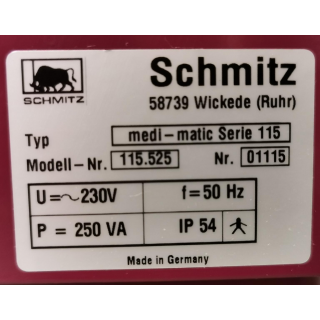 Schmitz
SCHMITZ
58739 Wickede (Ruhr)
Typ medi-matic Serie 115
Modell-Nr. 115.525 Nr. 01115
U=~230V f=50 Hz
P = 250 VA IP 54
Made in Germany